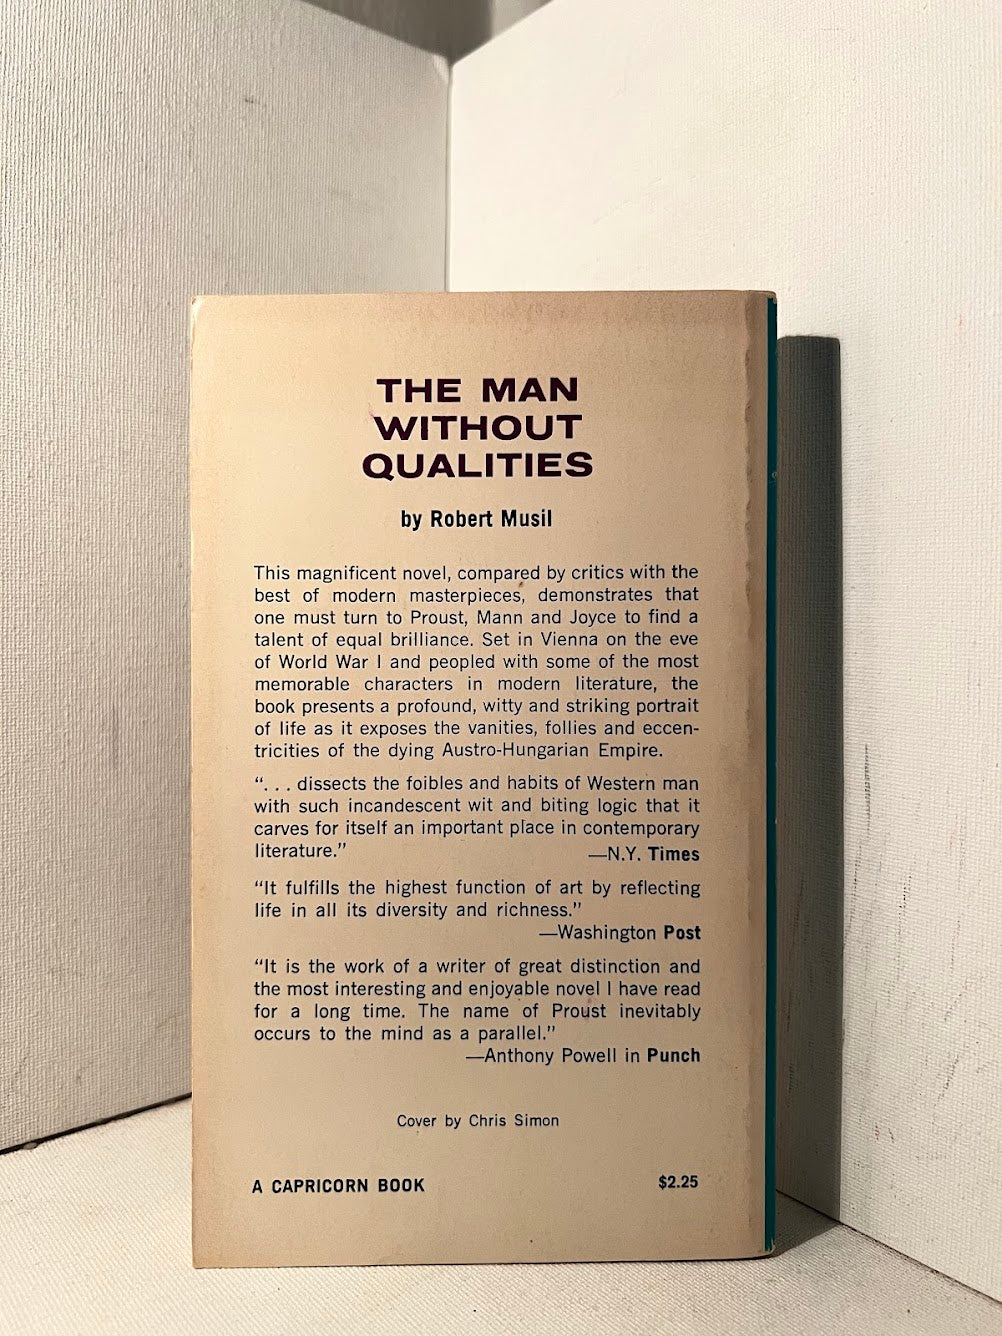 THE MAN
WITHOUT
QUALITIES
by Robert Musil
This magnificent novel, compared by critics with the
best of modern masterpieces, demonstrates that
one must turn to Proust, Mann and Joyce to find a
talent of equal brilliance. Set in Vienna on the eve
of World War I and peopled with some of the most
memorable characters in modern literature, the
book presents a profound, witty and striking portrait
of life as it exposes the vanities, follies and eccen-
tricities of the dying Austro-Hungarian Empire.
“. . . dissects the foibles and habits of Western man
with such incandescent wit and biting logic that it
carves for itself an important place in contemporary
literature.” —N.Y. Times
“It fulfills the highest function of art by reflecting
life in all its diversity and richness.”
—Washington Post
“It is the work of a writer of great distinction and
the most interesting and enjoyable novel I have read
for a long time. The name of Proust inevitably
occurs to the mind as a parallel.”
—Anthony Powell in Punch
Cover by Chris Simon
A CAPRICORN BOOK $2.25